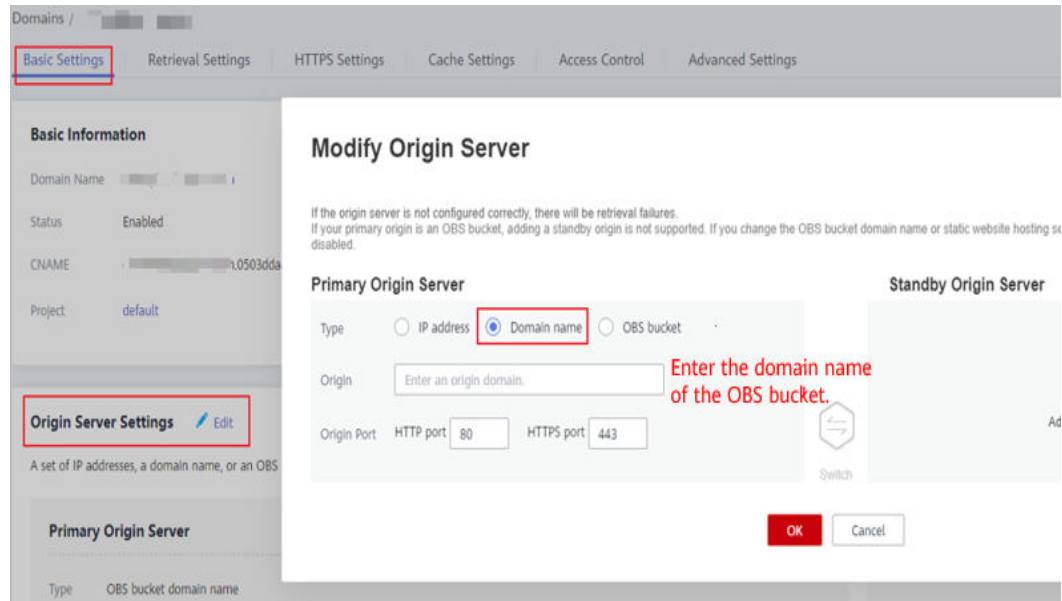 Domains /
Basic Settings Retrieval Settings HTTPS Settings Cache Settings Access Control Advanced Settings
Basic Information
Domain Name
Status Enabled
CNAME .0503dda
Project default
Origin Server Settings Edit
A set of IP addresses, a domain name, or an OBS
Primary Origin Server
Type OBS bucket domain name
Modify Origin Server
If the origin server is not configured correctly, there will be retrieval failures.
If your primary origin is an OBS bucket, adding a standby origin is not supported. If you change the OBS bucket domain name or static website hosting se
disabled.
Primary Origin Server
Type IP address Domain name OBS bucket
Origin Enter an origin domain.
Enter the domain name
of the OBS bucket.
Origin Port HTTP port 80 HTTPS port 443
Switch
Standby Origin Server
Ad
OK Cancel